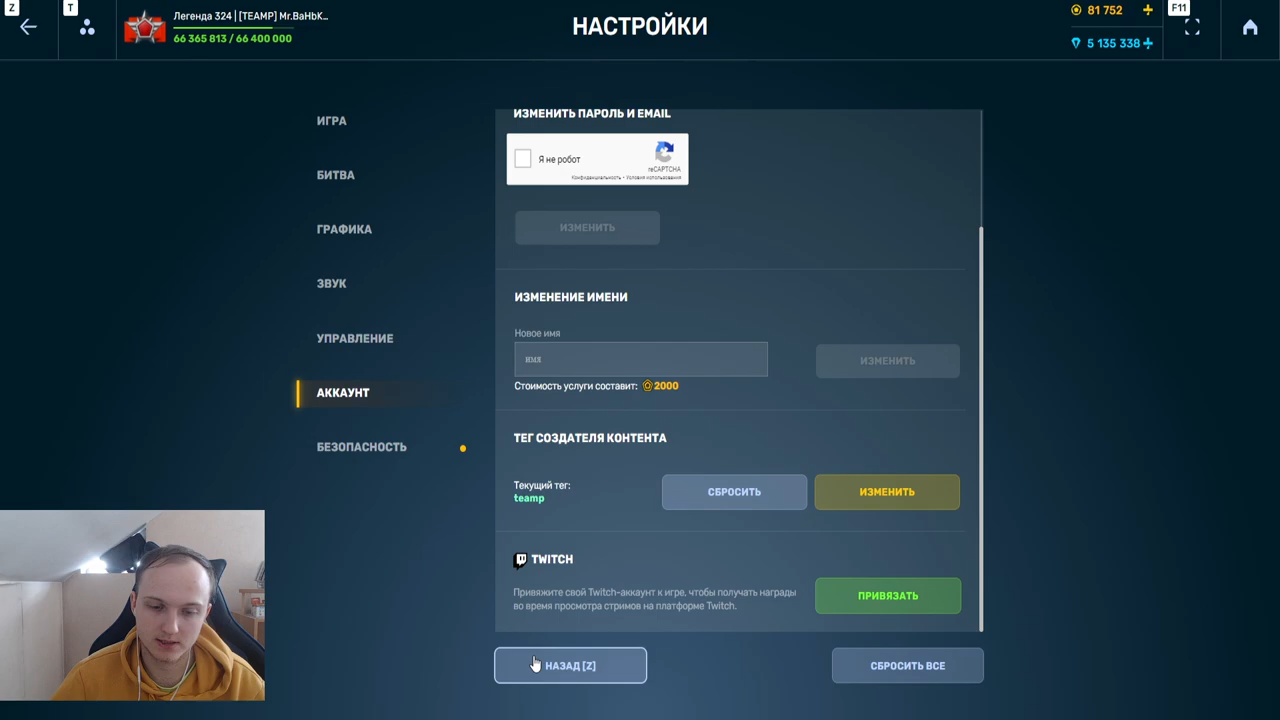 Z
T
Легенда 324 | [TEAMP] Mr.BaHbK...
66 365 813 / 66 400 000
НАСТРОЙКИ
81 752 +
5 135 338 +
F11
ИГРА
БИТВА
ГРАФИКА
ЗВУК
УПРАВЛЕНИЕ
АККАУНТ
БЕЗОПАСНОСТЬ
ИЗМЕНИТЬ ПАРОЛЬ И EMAIL
Я не робот
reCAPTCHA
Конфиденциальность • Условия использования
ИЗМЕНИТЬ
ИЗМЕНЕНИЕ ИМЕНИ
Новое имя
имя
ИЗМЕНИТЬ
Стоимость услуги составит: 2000
ТЕГ СОЗДАТЕЛЯ КОНТЕНТА
Текущий тег:
teamp
СБРОСИТЬ
ИЗМЕНИТЬ
TWITCH
Привяжите свой Twitch-аккаунт к игре, чтобы получать награды
во время просмотра стримов на платформе Twitch.
ПРИВЯЗАТЬ
НАЗАД [Z]
СБРОСИТЬ ВСЕ